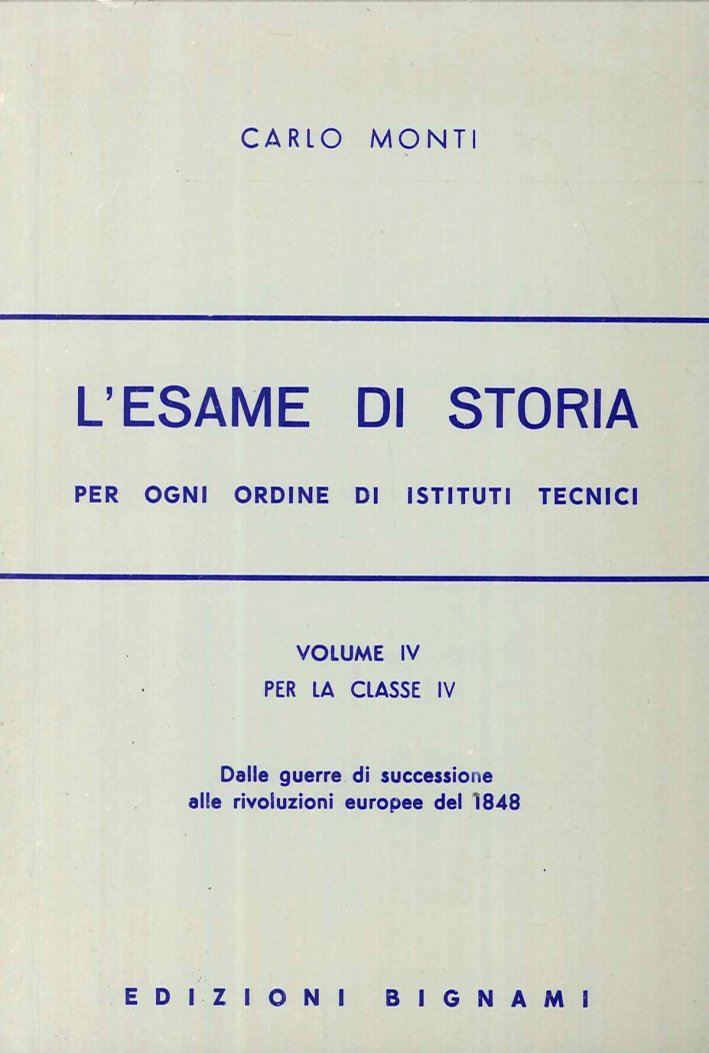 CARLO MONTI
L'ESAME DI STORIA
PER OGNI ORDINE DI ISTITUTI TECNICI
VOLUME IV
PER LA CLASSE IV
Dalle guerre di successione
alle rivoluzioni europee del 1848
EDIZIONI BIGNAMI